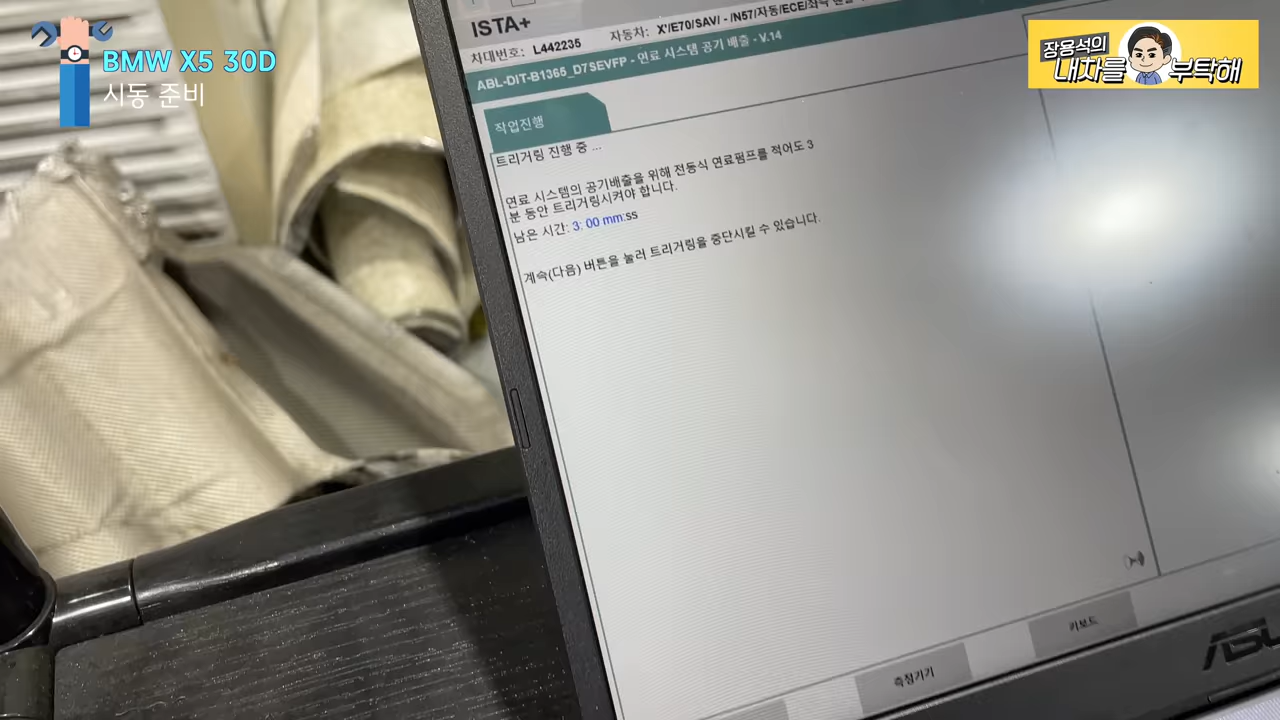 BMW X5 30D
시동 준비
장용석의
내차를 부탁해
ISTA+
차대번호: L442235 자동차: X'/E70/SAV/ - /N57/자동/ECE/좌측
ABL-DIT-B1365_D7SEVFP - 연료 시스템 공기 배출 - V.14
작업진행
트리거링 진행 중 ...
연료 시스템의 공기배출을 위해 전동식 연료펌프를 적어도 3
분 동안 트리거링시켜야 합니다.
남은 시간: 3: 00 mm:ss
계속(다음) 버튼을 눌러 트리거링을 중단시킬 수 있습니다.
키보드
측정기기